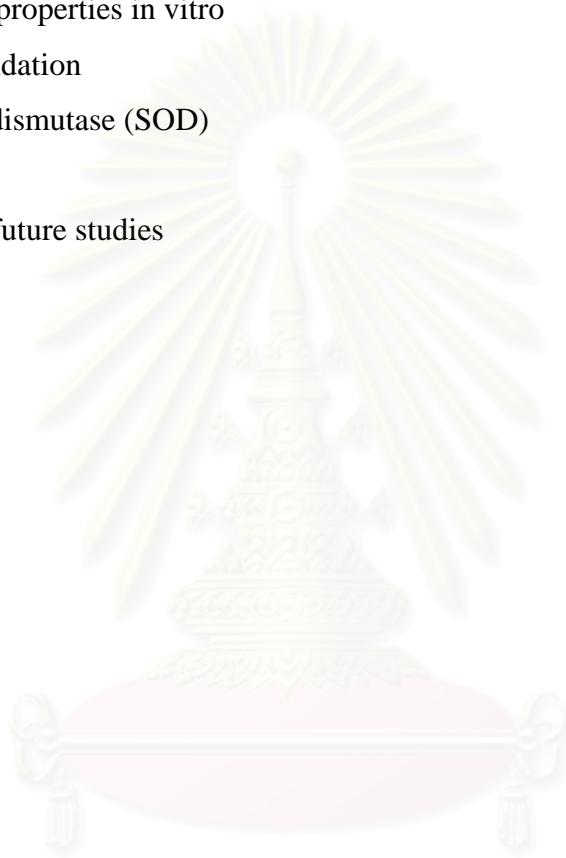 properties in vitro
dation
dismutase (SOD)
future studies